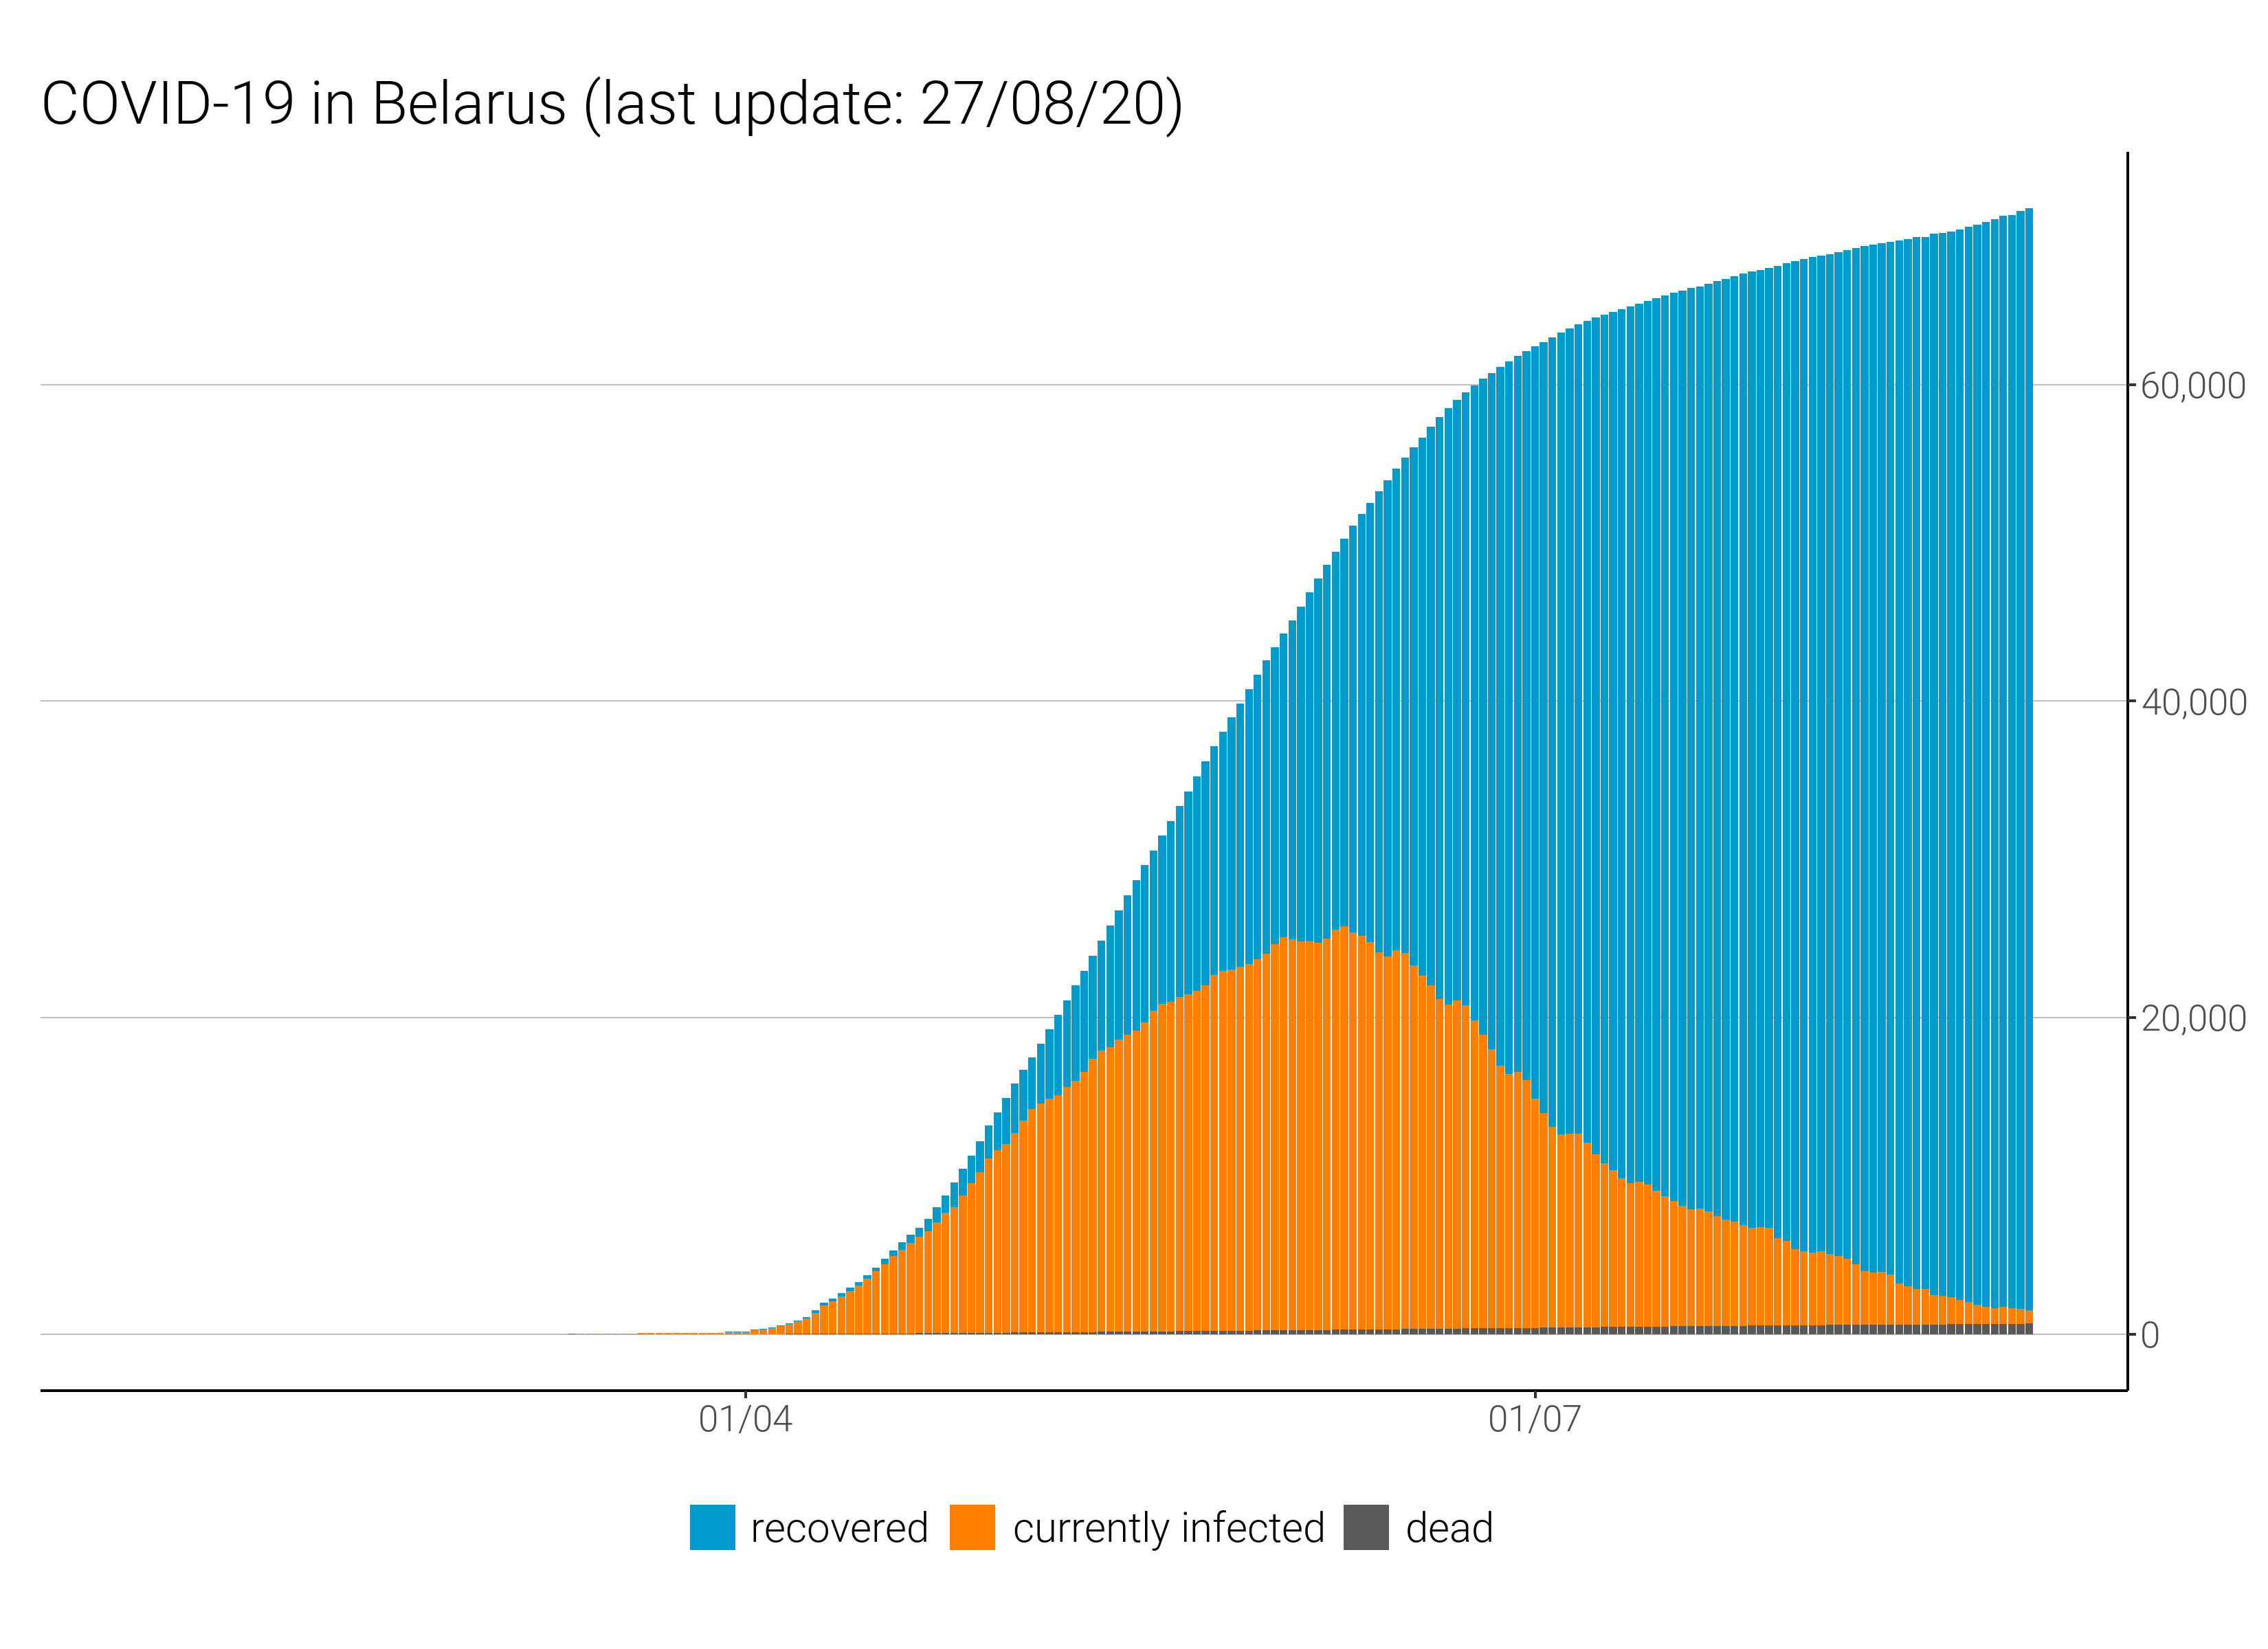 COVID-19 in Belarus (last update: 27/08/20)
60,000
40,000
20,000
0
01/04 01/07
recovered currently infected dead